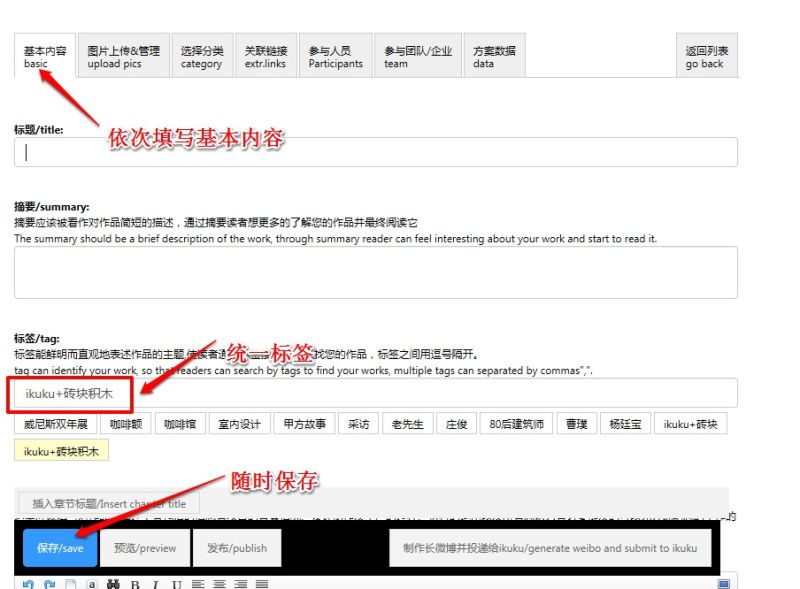 基本内容 图片上传&管理 选择分类 关联链接 参与人员 参与团队/企业 方案数据 返回列表
basic upload pics category extr.links Participants team data go back
依次填写基本内容
标题/title:
摘要/summary:
摘要应该被看作对作品简短的描述，通过摘要读者想更多的了解您的作品并最终阅读它
The summary should be a brief description of the work, through summary reader can feel interesting about your work and start to read it.
标签/tag:
统一标签
标签能鲜明而直观地表述作品的主题,使读者通 找您的作品，标签之间用逗号隔开。
tag can identify your work, so that readers can search by tags to find your works, multiple tags can separated by commas",".
ikuku+砖块积木
威尼斯双年展 咖啡额 咖啡馆 室内设计 甲方故事 采访 老先生 庄俊 80后建筑师 曹璞 杨廷宝 ikuku+砖块
ikuku+砖块积木
随时保存
插入章节标题/Insert chapter title
保存/save 预览/preview 发布/publish 制作长微博并投递给ikuku/generate weibo and submit to ikuku
a B I U